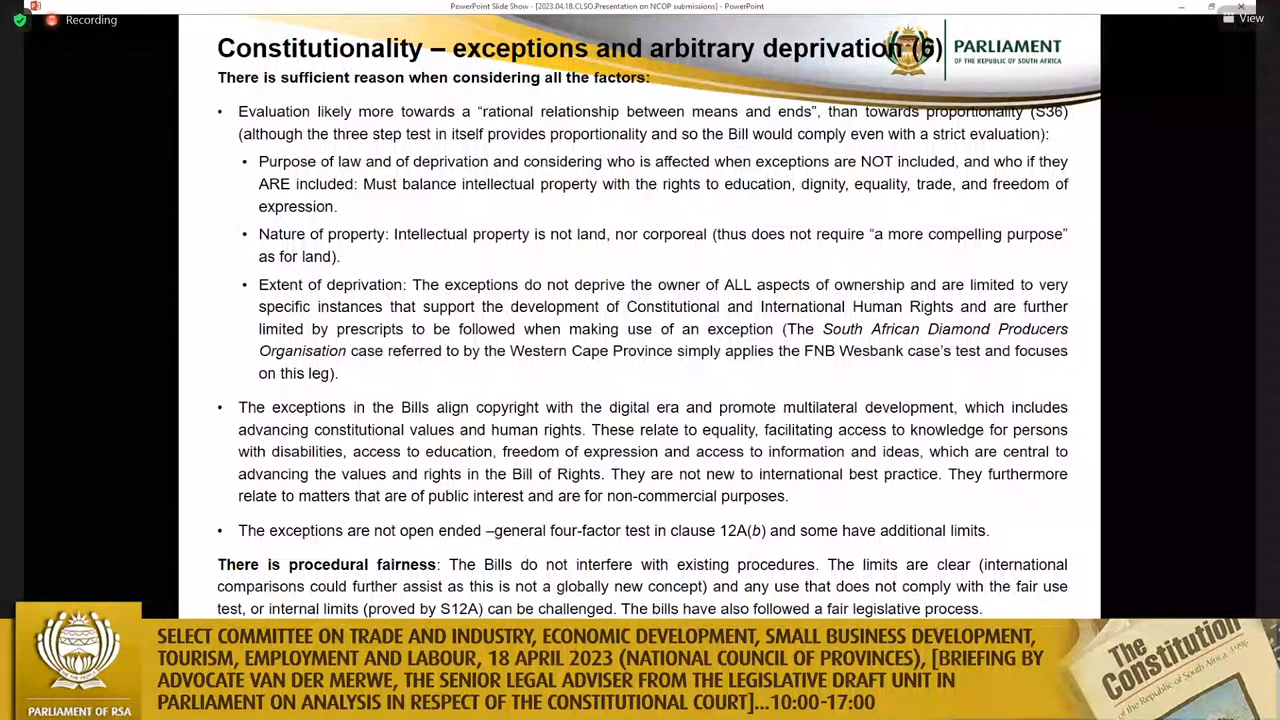 PowerPoint Slide Show - [2023.04.18.CLSO.Presentation on NCOP submissions] - PowerPoint
Recording
View
Constitutionality – exceptions and arbitrary deprivation (6)
PARLIAMENT
OF THE REPUBLIC OF SOUTH AFRICA
There is sufficient reason when considering all the factors:
• Evaluation likely more towards a “rational relationship between means and ends”, than towards proportionality (S36)
(although the three step test in itself provides proportionality and so the Bill would comply even with a strict evaluation):
• Purpose of law and of deprivation and considering who is affected when exceptions are NOT included, and who if they
ARE included: Must balance intellectual property with the rights to education, dignity, equality, trade, and freedom of
expression.
• Nature of property: Intellectual property is not land, nor corporeal (thus does not require “a more compelling purpose”
as for land).
• Extent of deprivation: The exceptions do not deprive the owner of ALL aspects of ownership and are limited to very
specific instances that support the development of Constitutional and International Human Rights and are further
limited by prescripts to be followed when making use of an exception (The South African Diamond Producers
Organisation case referred to by the Western Cape Province simply applies the FNB Wesbank case’s test and focuses
on this leg).
• The exceptions in the Bills align copyright with the digital era and promote multilateral development, which includes
advancing constitutional values and human rights. These relate to equality, facilitating access to knowledge for persons
with disabilities, access to education, freedom of expression and access to information and ideas, which are central to
advancing the values and rights in the Bill of Rights. They are not new to international best practice. They furthermore
relate to matters that are of public interest and are for non-commercial purposes.
• The exceptions are not open ended –general four-factor test in clause 12A(b) and some have additional limits.
There is procedural fairness: The Bills do not interfere with existing procedures. The limits are clear (international
comparisons could further assist as this is not a globally new concept) and any use that does not comply with the fair use
test, or internal limits (proved by S12A) can be challenged. The bills have also followed a fair legislative process.
SELECT COMMITTEE ON TRADE AND INDUSTRY, ECONOMIC DEVELOPMENT, SMALL BUSINESS DEVELOPMENT,
TOURISM, EMPLOYMENT AND LABOUR, 18 APRIL 2023 (NATIONAL COUNCIL OF PROVINCES), [BRIEFING BY
ADVOCATE VAN DER MERWE, THE SENIOR LEGAL ADVISER FROM THE LEGISLATIVE DRAFT UNIT IN
PARLIAMENT ON ANALYSIS IN RESPECT OF THE CONSTITUTIONAL COURT]...10:00-17:00
PARLIAMENT OF RSA
The
Constitution
of the Republic of South Africa, 1996